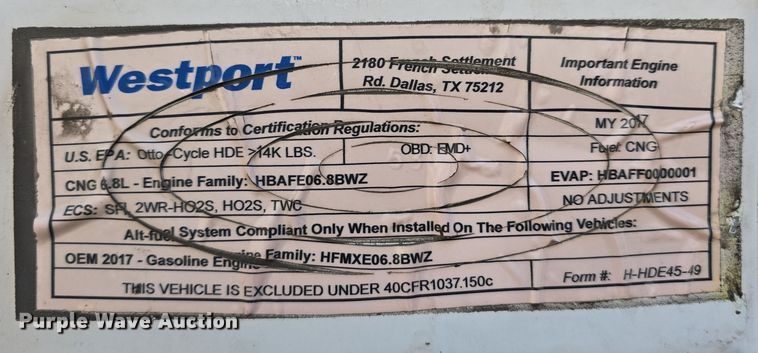 Westport™
2180 French Settlement
Rd. Dallas, TX 75212
Important Engine
Information
Conforms to Certification Regulations:
MY 2017
U.S. EPA: Otto-Cycle HDE >14K LBS.
OBD: EMD+
Fuel: CNG
CNG 6.8L - Engine Family: HBAFE06.8BWZ
EVAP: HBAFF0000001
ECS: SFI, 2WR-HO2S, HO2S, TWC
NO ADJUSTMENTS
Alt-fuel System Compliant Only When Installed On The Following Vehicles:
OEM 2017 - Gasoline Engine Family: HFMXE06.8BWZ
THIS VEHICLE IS EXCLUDED UNDER 40CFR1037.150c
Form #: H-HDE45-49
Purple Wave Auction